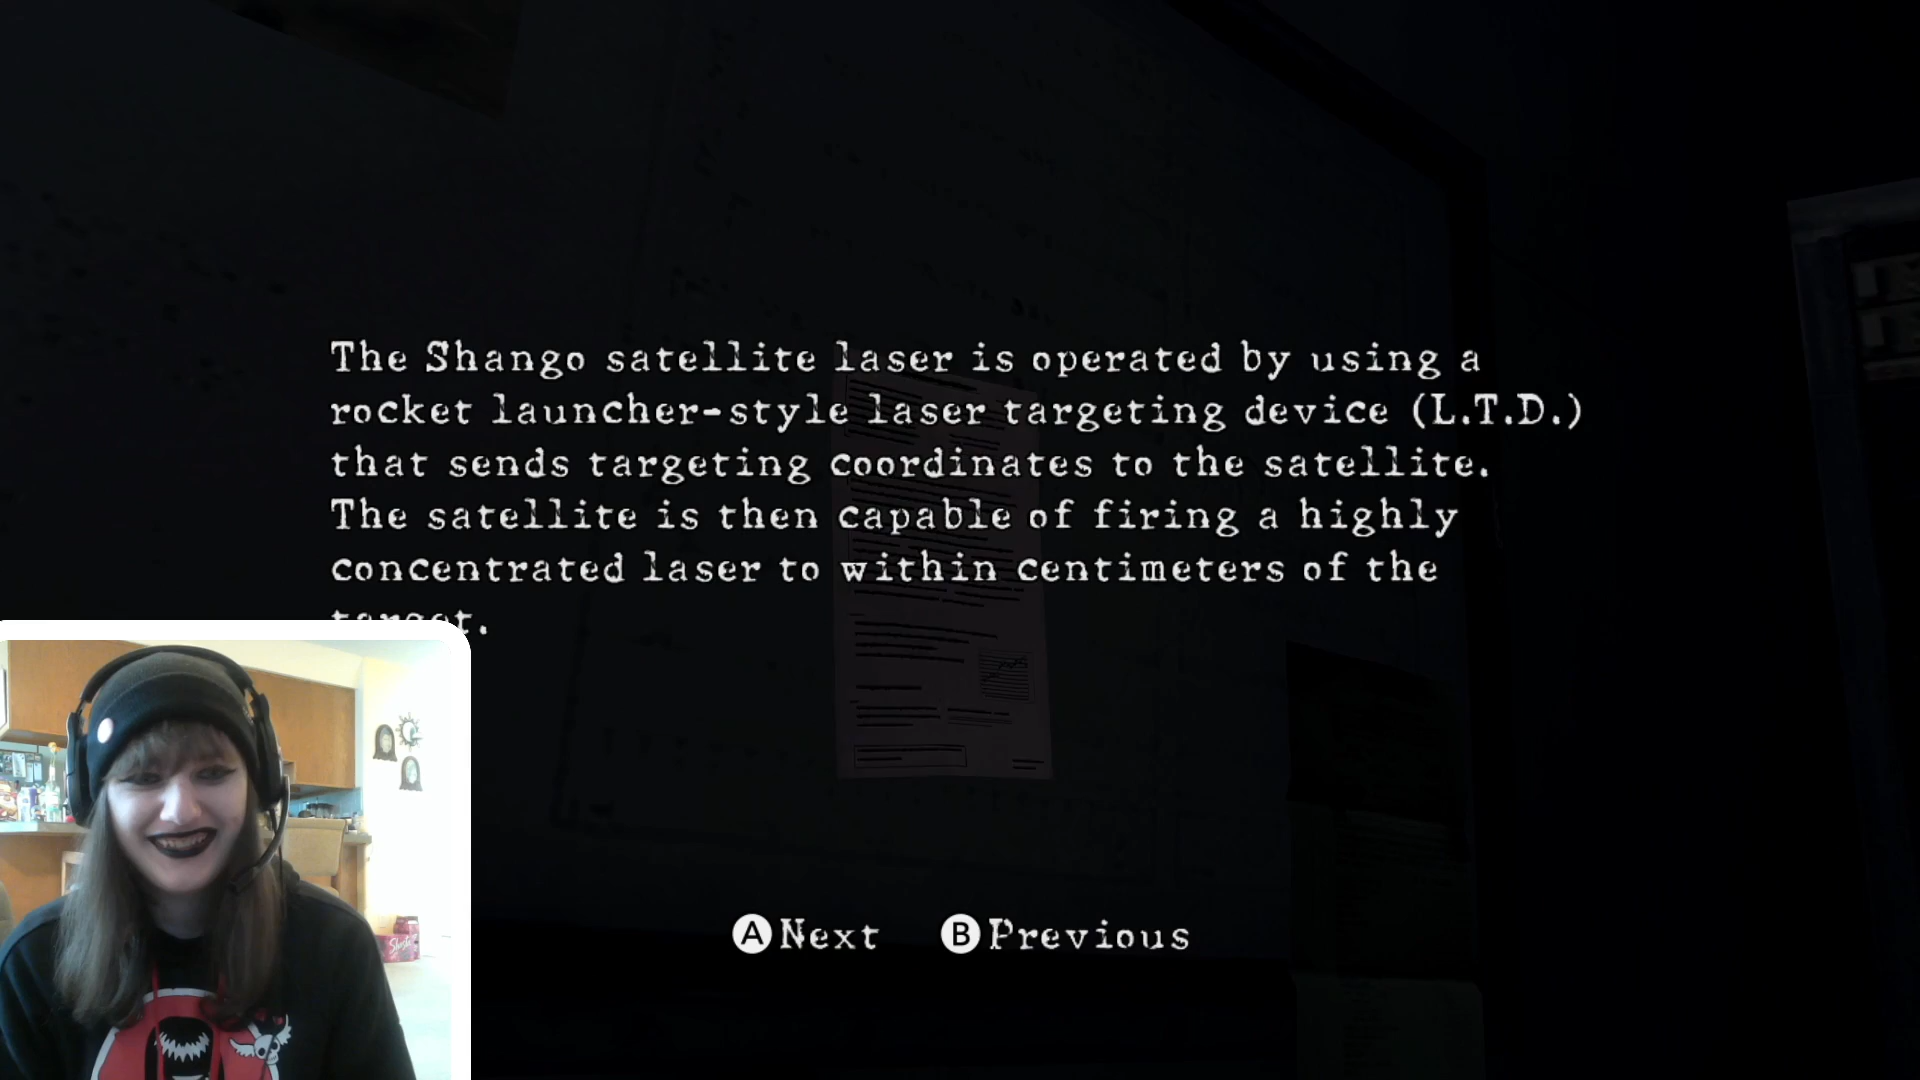 The Shango satellite laser is operated by using a
rocket launcher-style laser targeting device (L.T.D.)
that sends targeting coordinates to the satellite.
The satellite is then capable of firing a highly
concentrated laser to within centimeters of the
target.
A Next B Previous
Shasta